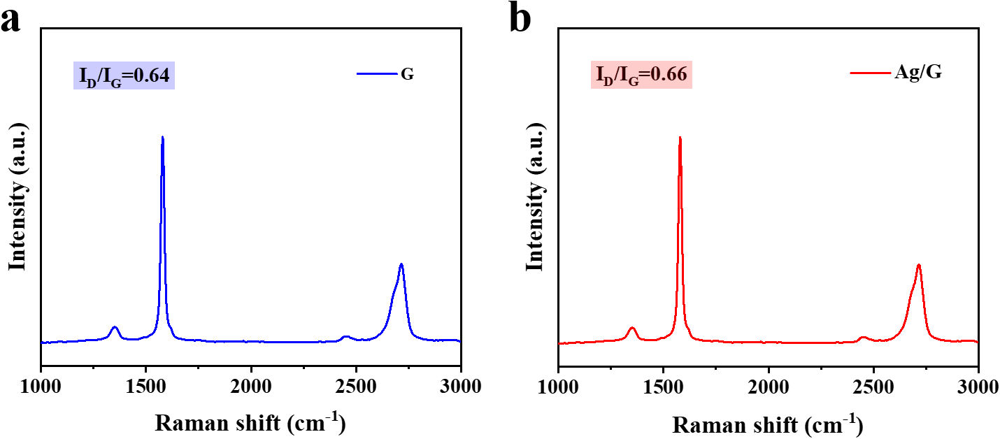 a
I_D/I_G=0.64
G
Intensity (a.u.)
1000 1500 2000 2500 3000
Raman shift (cm⁻¹)
b
I_D/I_G=0.66
Ag/G
Intensity (a.u.)
1000 1500 2000 2500 3000
Raman shift (cm⁻¹)